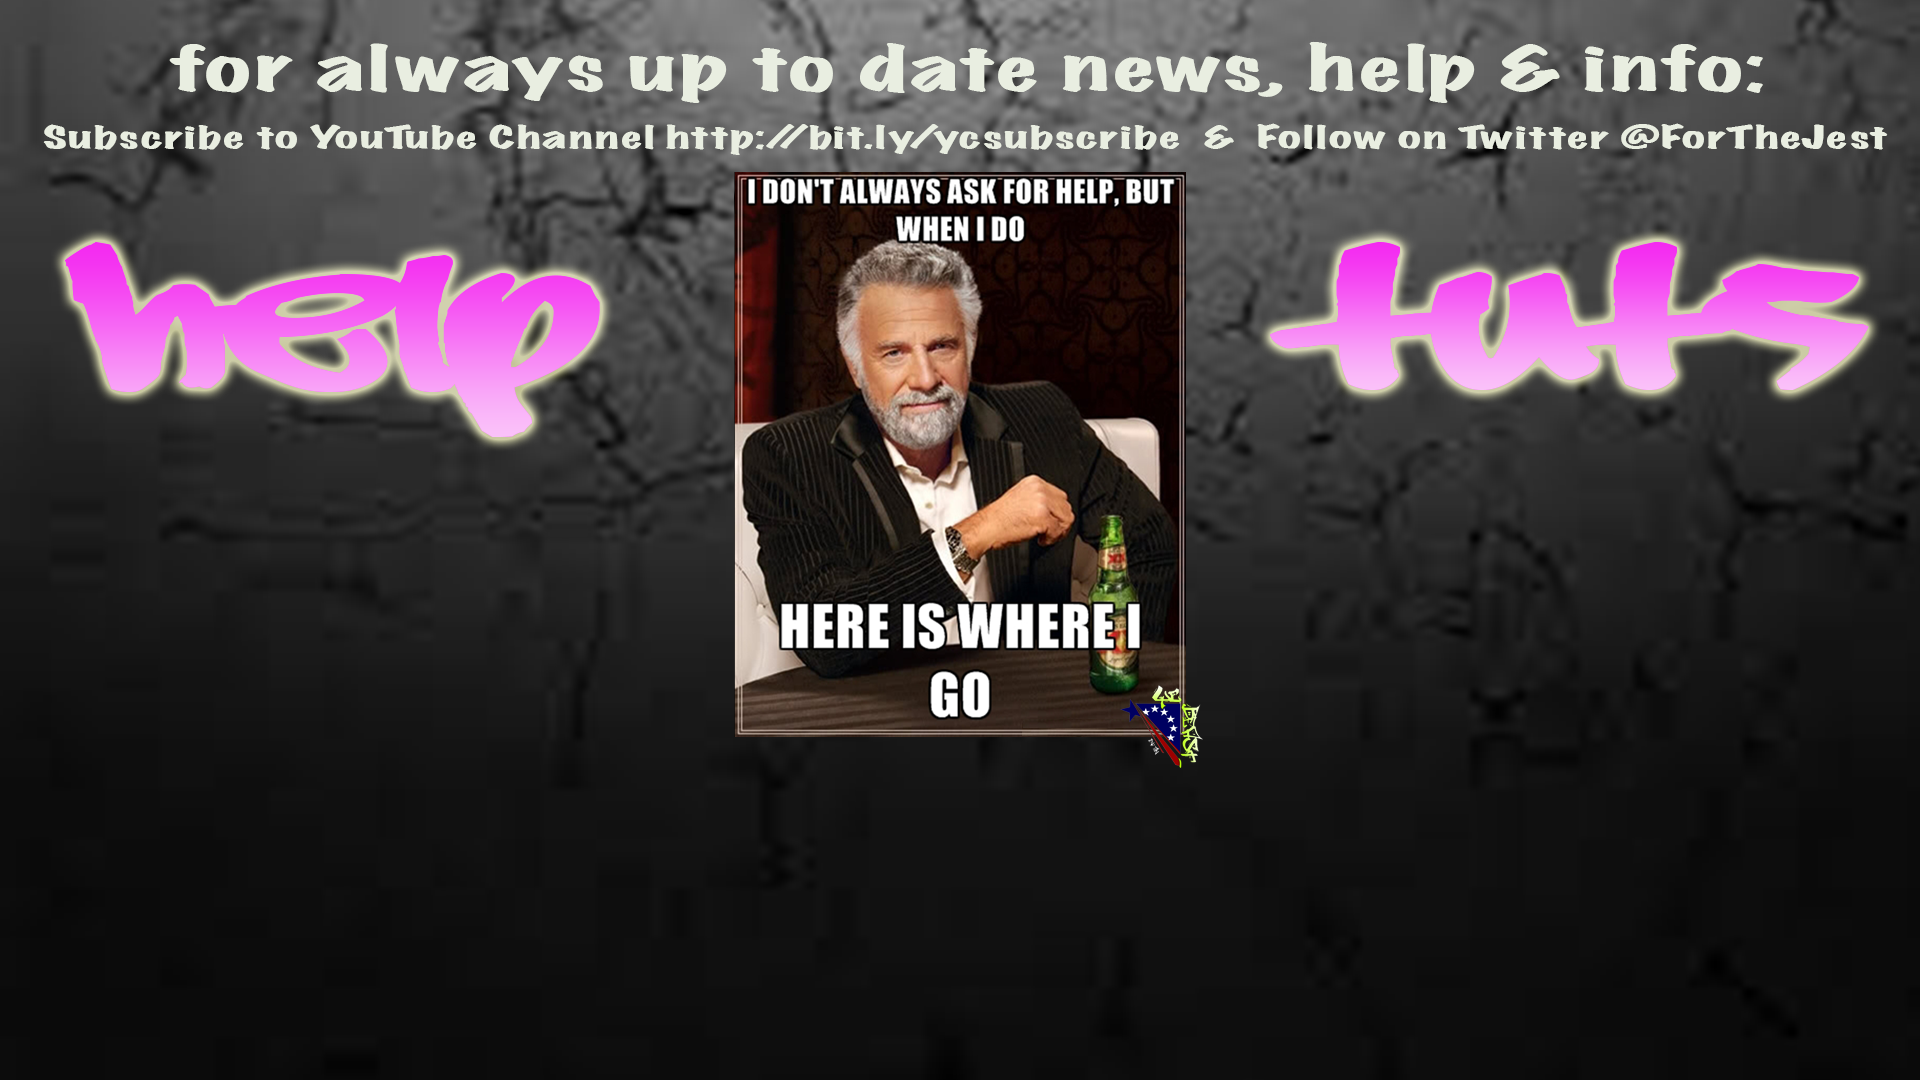 for always up to date news, help & info:
Subscribe to YouTube Channel http://bit.ly/ycsubscribe & Follow on Twitter @ForTheJest
help
tuts
I DON'T ALWAYS ASK FOR HELP, BUT
WHEN I DO
HERE IS WHERE I
GO
XX